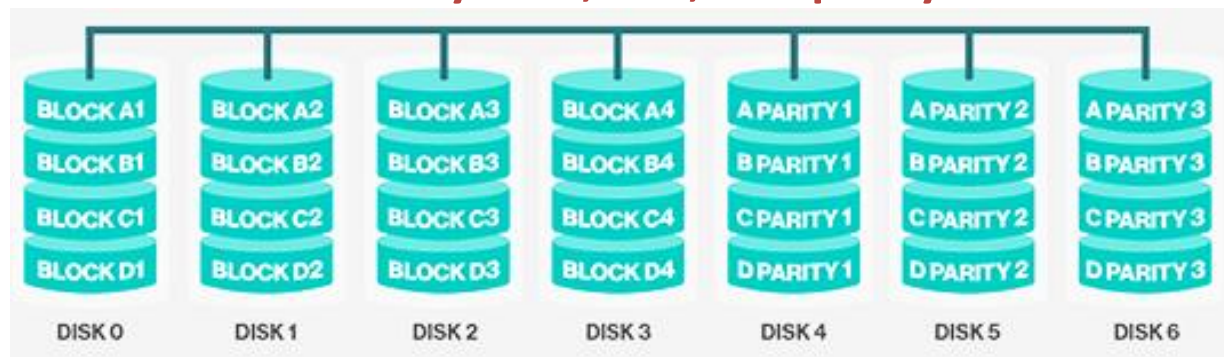 BLOCK A1 BLOCK A2 BLOCK A3 BLOCK A4 A PARITY 1 A PARITY 2 A PARITY 3
BLOCK B1 BLOCK B2 BLOCK B3 BLOCK B4 B PARITY 1 B PARITY 2 B PARITY 3
BLOCK C1 BLOCK C2 BLOCK C3 BLOCK C4 C PARITY 1 C PARITY 2 C PARITY 3
BLOCK D1 BLOCK D2 BLOCK D3 BLOCK D4 D PARITY 1 D PARITY 2 D PARITY 3
DISK 0 DISK 1 DISK 2 DISK 3 DISK 4 DISK 5 DISK 6